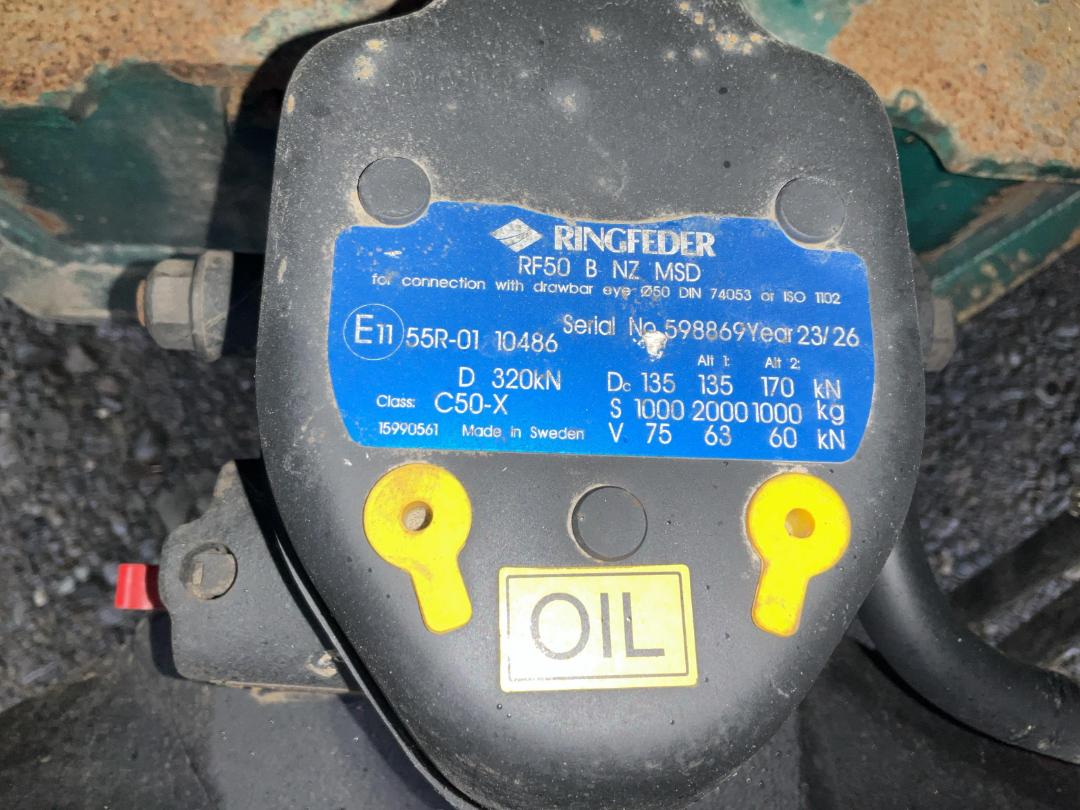 RINGFEDER
RF50 B NZ MSD
for connection with drawbar eye Ø50 DIN 74053 or ISO 1102
E11 55R-01 10486 Serial No 598869 Year 23/26
Alt 1: Alt 2:
D 320kN Dc 135 135 170 kN
Class: C50-X S 1000 2000 1000 kg
15990561 Made in Sweden V 75 63 60 kN
OIL